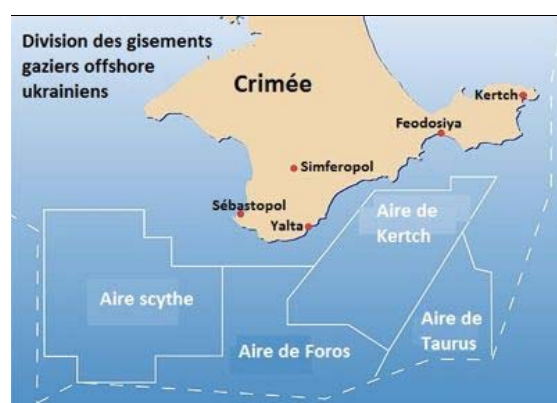 Division des gisements
gaziers offshore
ukrainiens
Crimée
Kertch
Feodosiya
Simferopol
Sébastopol
Yalta
Aire de
Kertch
Aire scythe
Aire de Foros
Aire de
Taurus